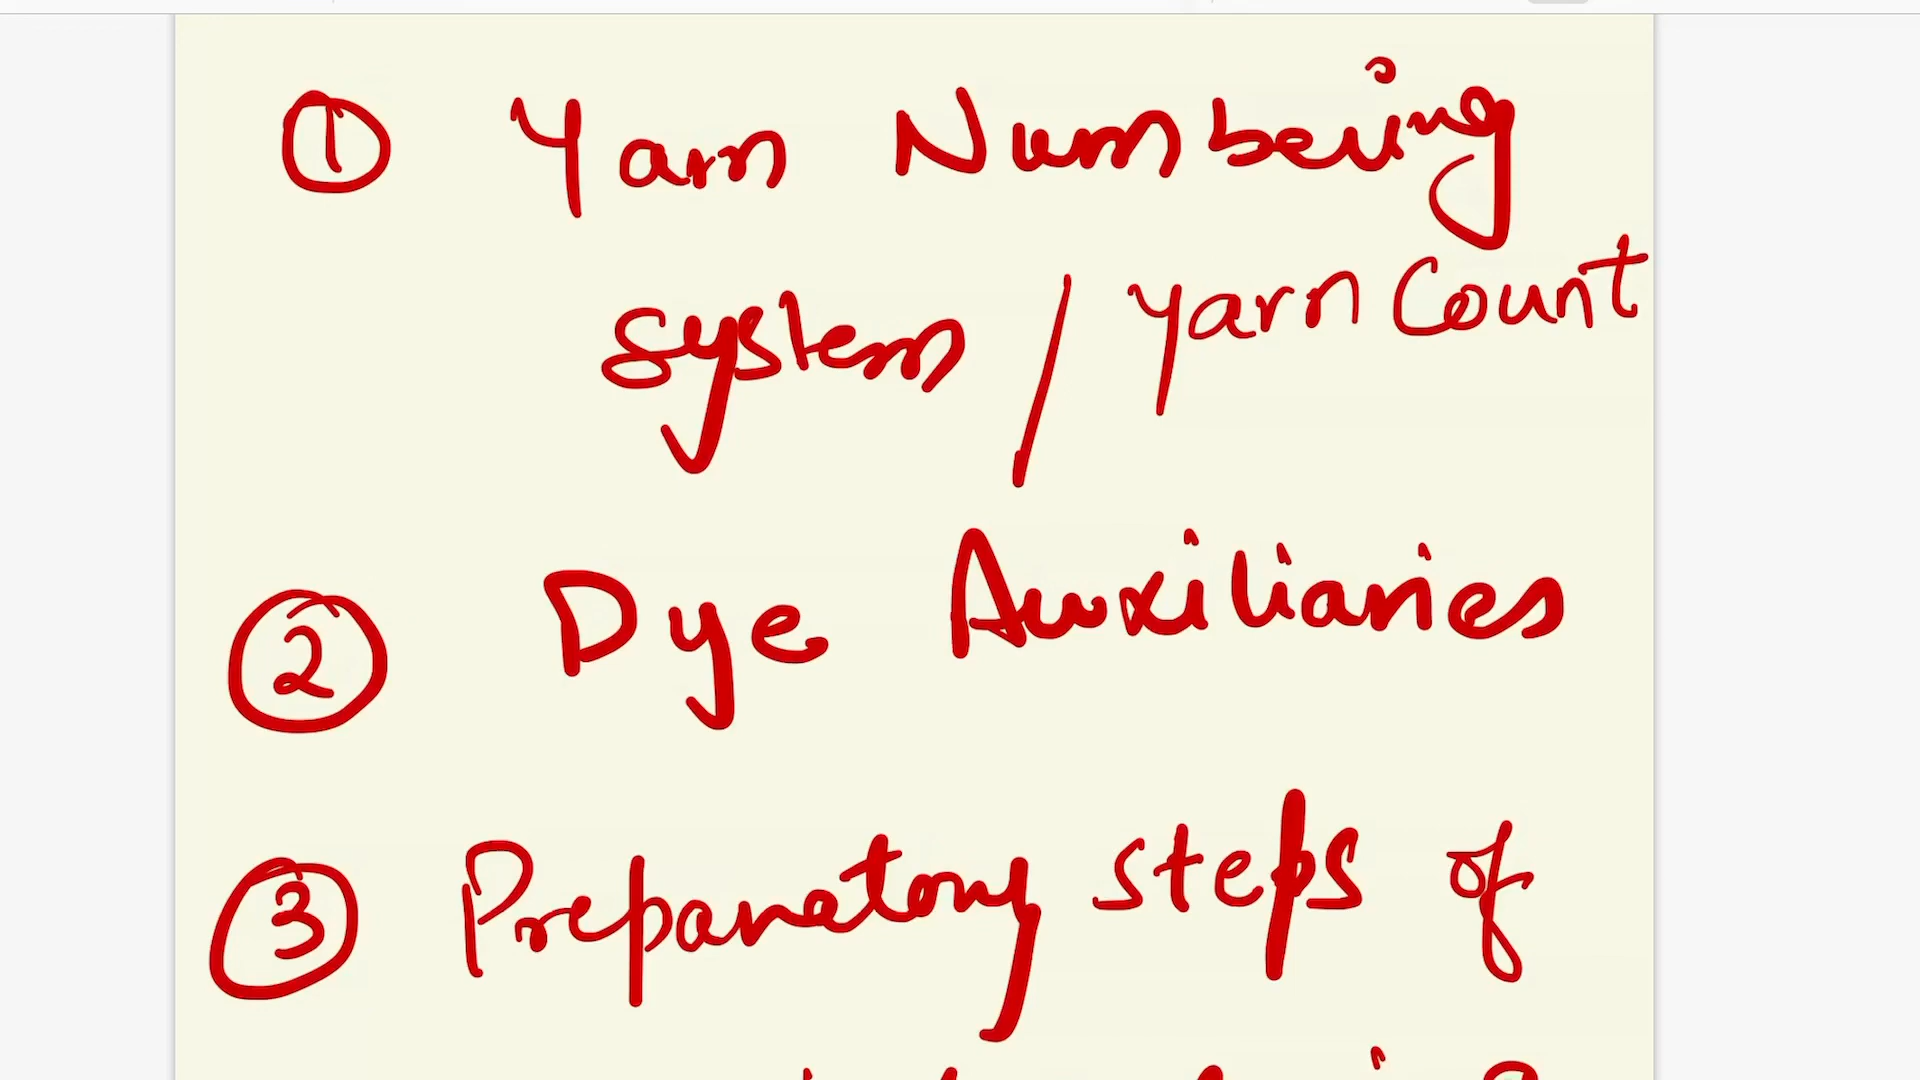 ① Yarn Numbering
system / Yarn Count
② Dye Auxiliaries
③ Preparatory steps of